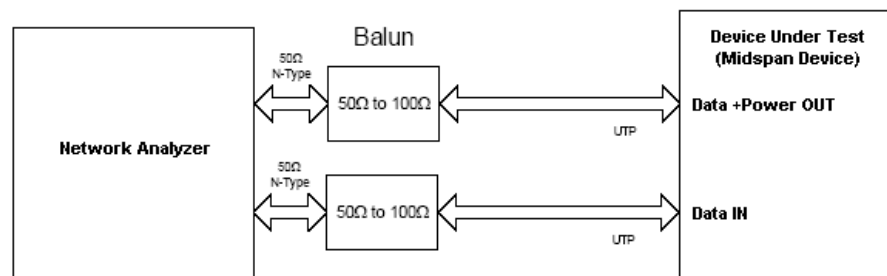 Balun
Device Under Test
(Midspan Device)
50Ω
N-Type
50Ω to 100Ω
Data +Power OUT
UTP
Network Analyzer
50Ω
N-Type
50Ω to 100Ω
Data IN
UTP